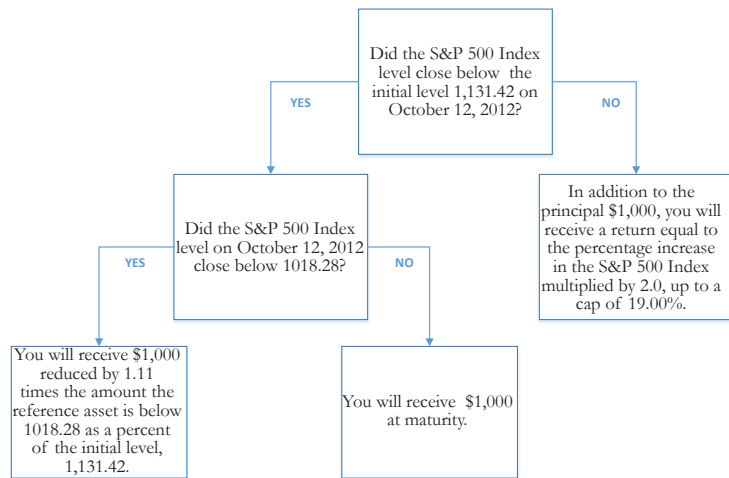 Did the S&P 500 Index
level close below the
initial level 1,131.42 on
October 12, 2012?
YES
NO
Did the S&P 500 Index
level on October 12, 2012
close below 1018.28?
In addition to the
principal $1,000, you will
receive a return equal to
the percentage increase
in the S&P 500 Index
multiplied by 2.0, up to a
cap of 19.00%.
YES
NO
You will receive $1,000
reduced by 1.11
times the amount the
reference asset is below
1018.28 as a percent
of the initial level,
1,131.42.
You will receive $1,000
at maturity.